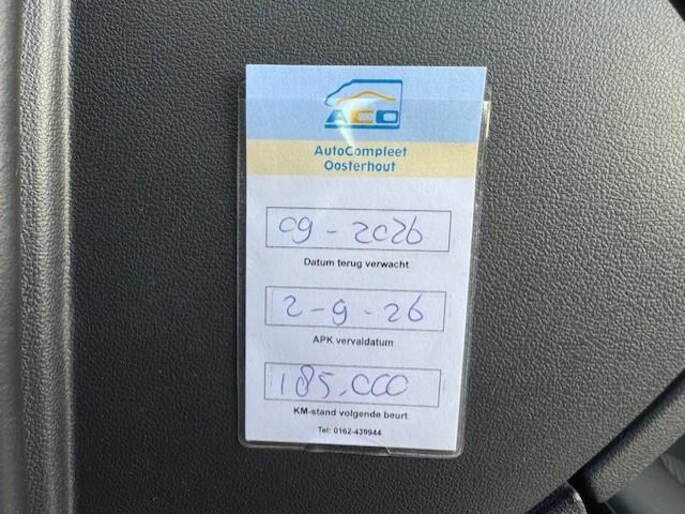 ACO
AutoCompleet
Oosterhout
09-2026
Datum terug verwacht
2-9-26
APK vervaldatum
185.000
KM-stand volgende beurt
Tel: 0162-439944